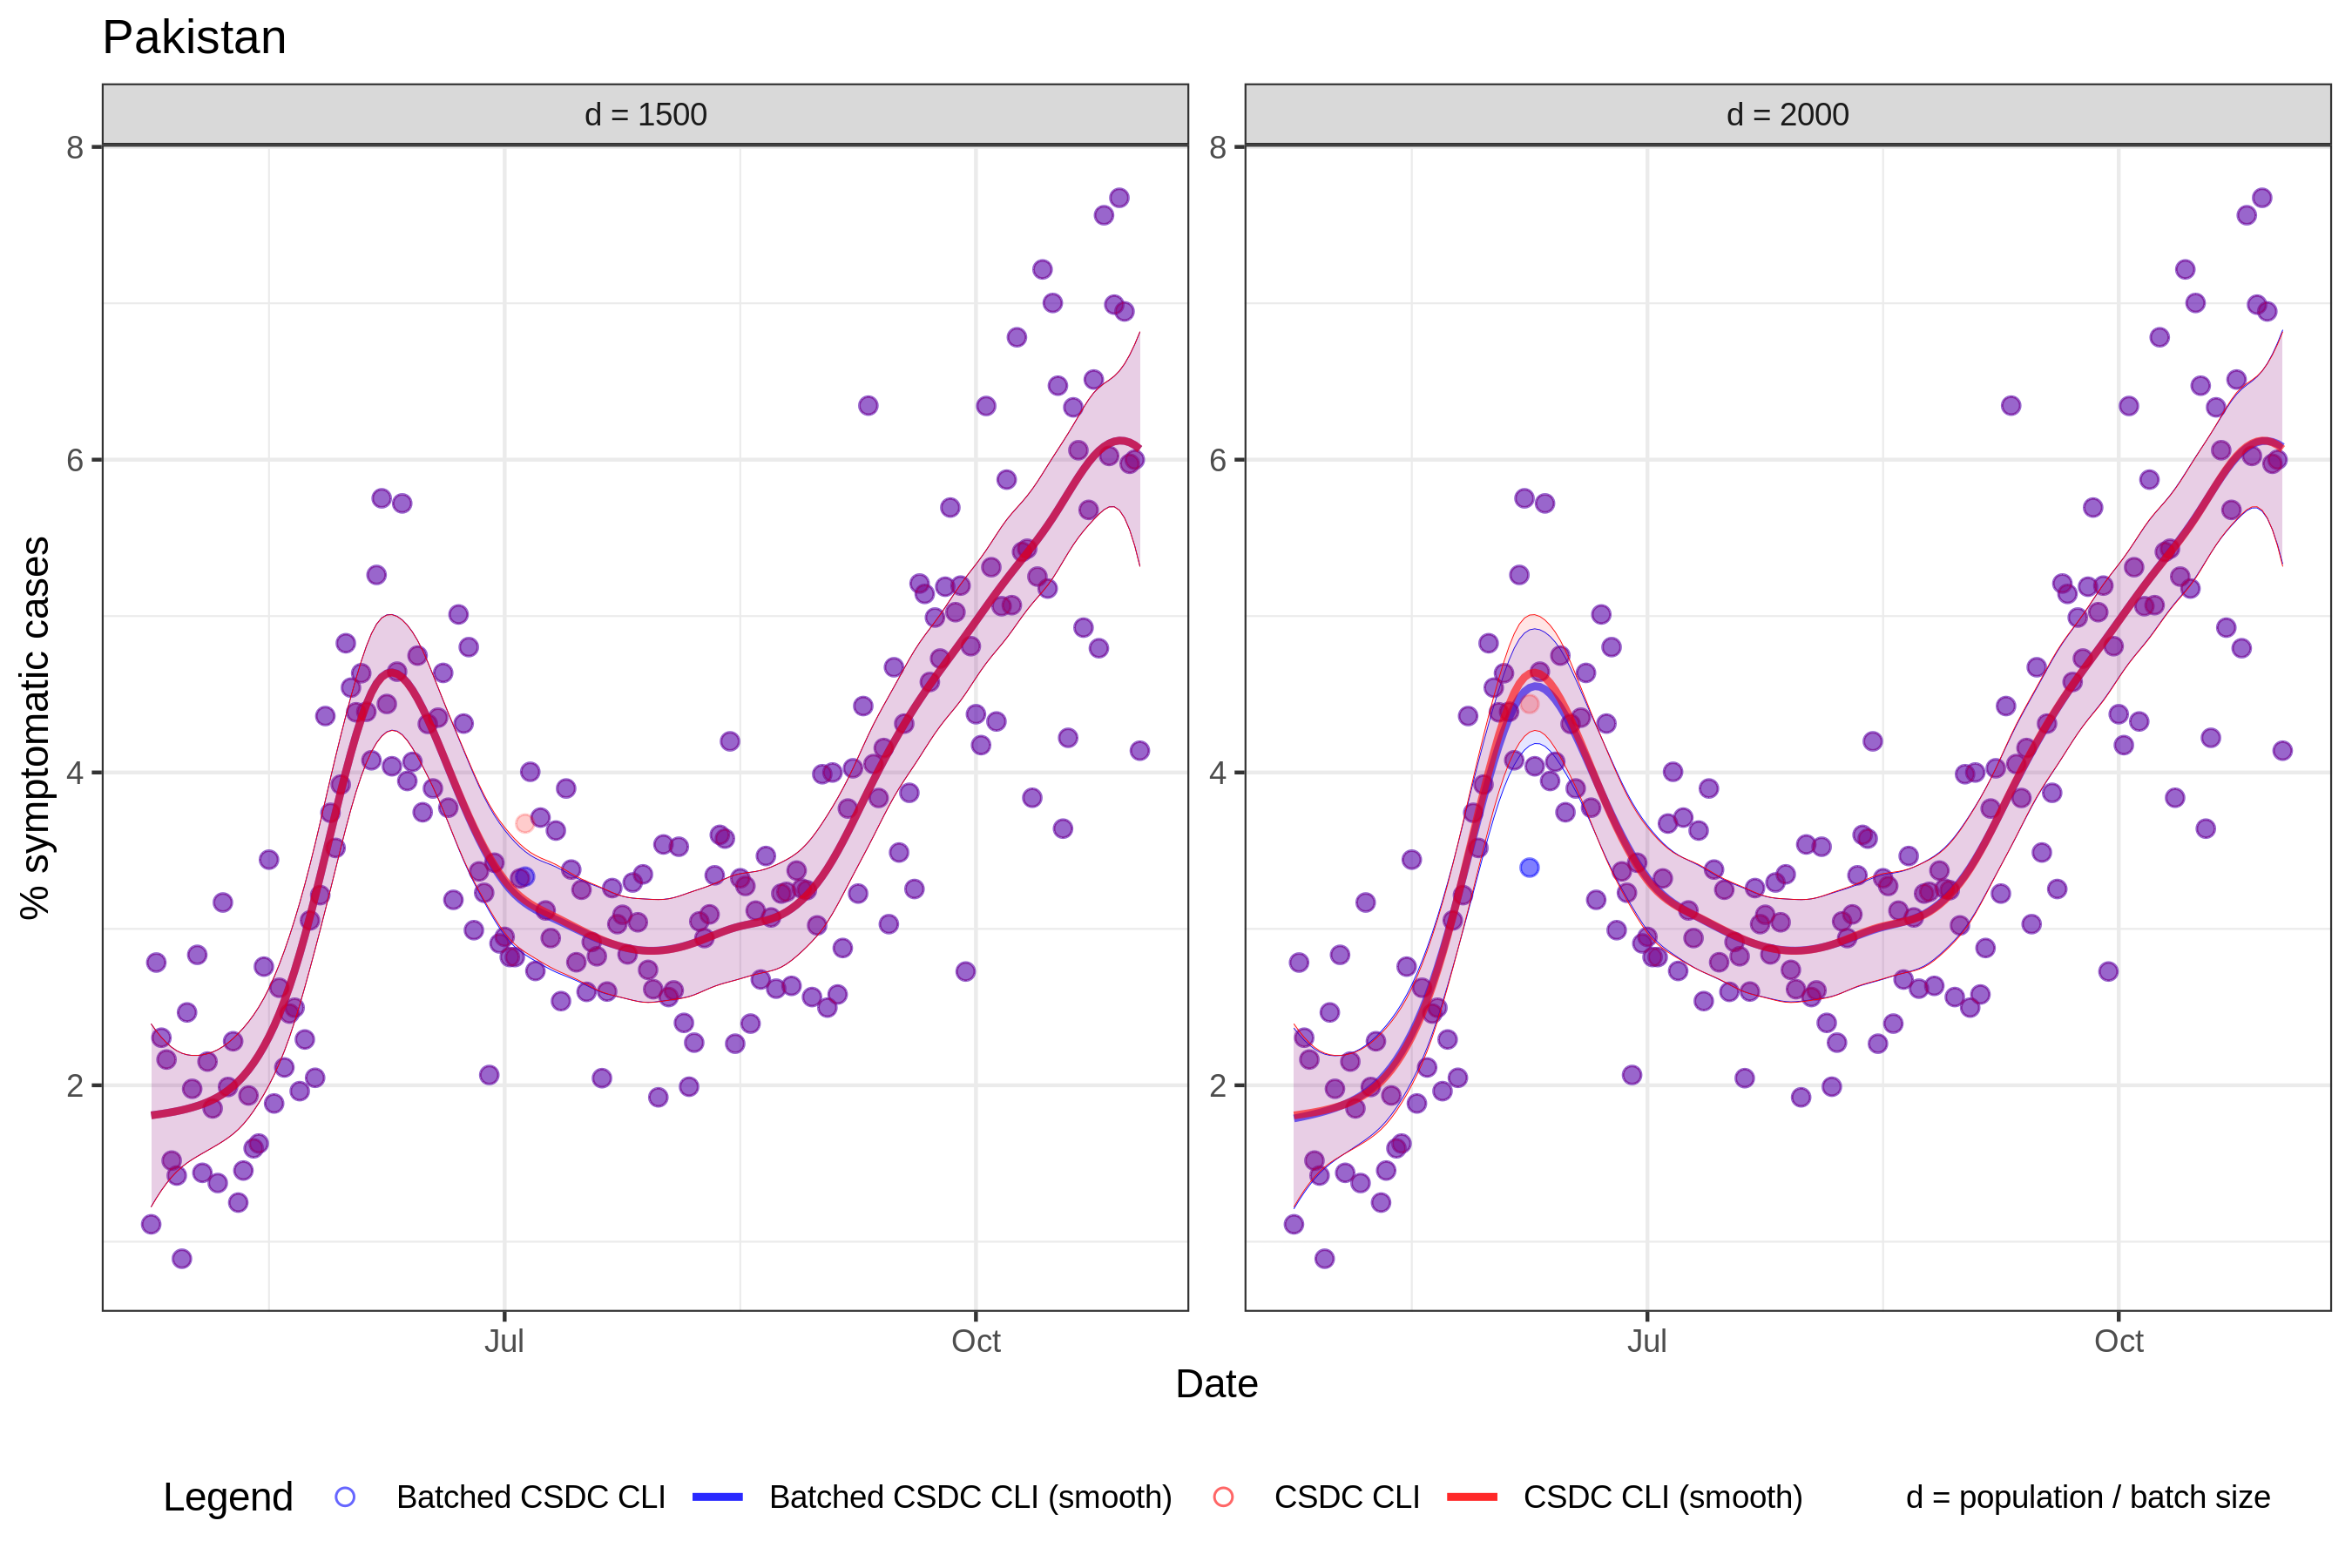 Pakistan
d = 1500
d = 2000
8
6
4
2
8
6
4
2
% symptomatic cases
Jul
Oct
Jul
Oct
Date
Legend
Batched CSDC CLI
Batched CSDC CLI (smooth)
CSDC CLI
CSDC CLI (smooth)
d = population / batch size